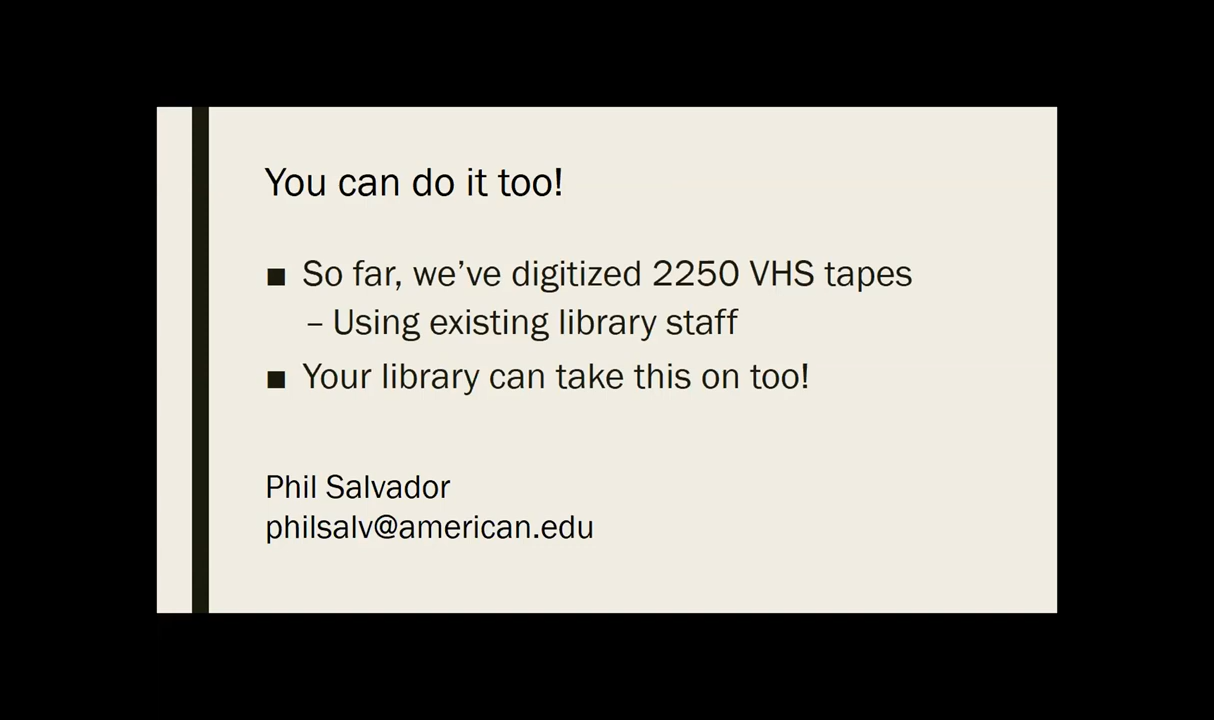 You can do it too!
■ So far, we’ve digitized 2250 VHS tapes
– Using existing library staff
■ Your library can take this on too!
Phil Salvador
philsalv@american.edu